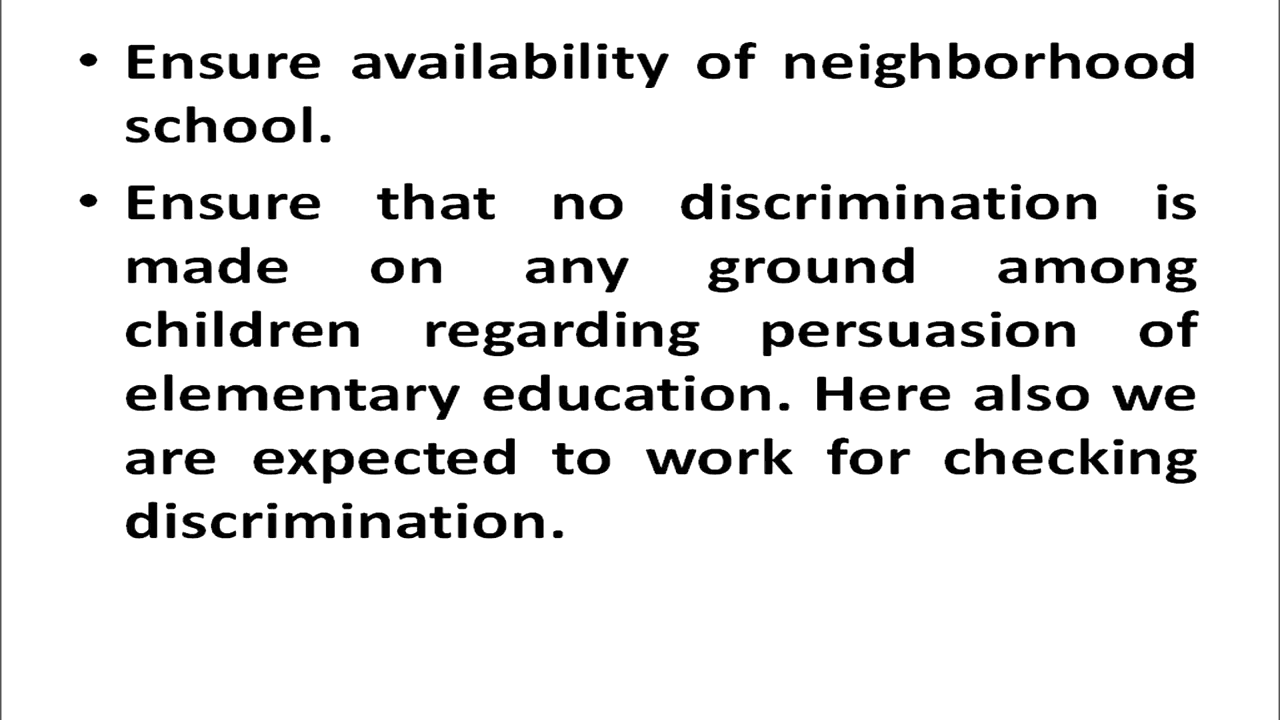 • Ensure availability of neighborhood
school.
• Ensure that no discrimination is
made on any ground among
children regarding persuasion of
elementary education. Here also we
are expected to work for checking
discrimination.